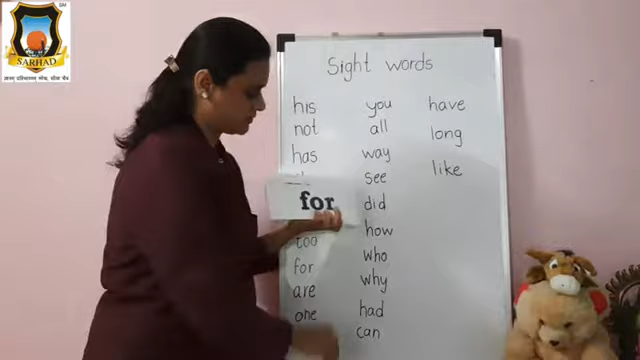 SARHAD
Sight words
his you have
not all long
has way like
see
for
did
too how
for who
are why
one had
can